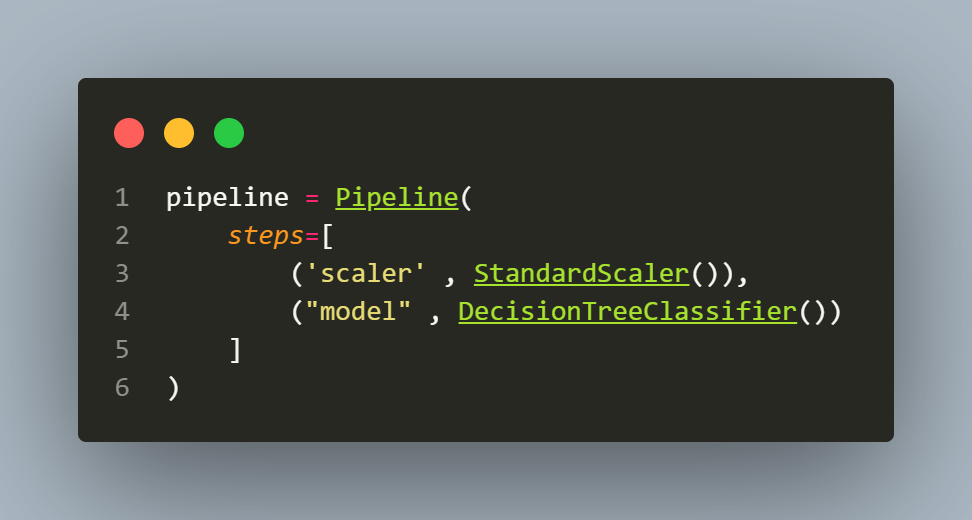 1 pipeline = Pipeline(
2     steps=[
3         ('scaler' , StandardScaler()),
4         ("model" , DecisionTreeClassifier())
5     ]
6 )